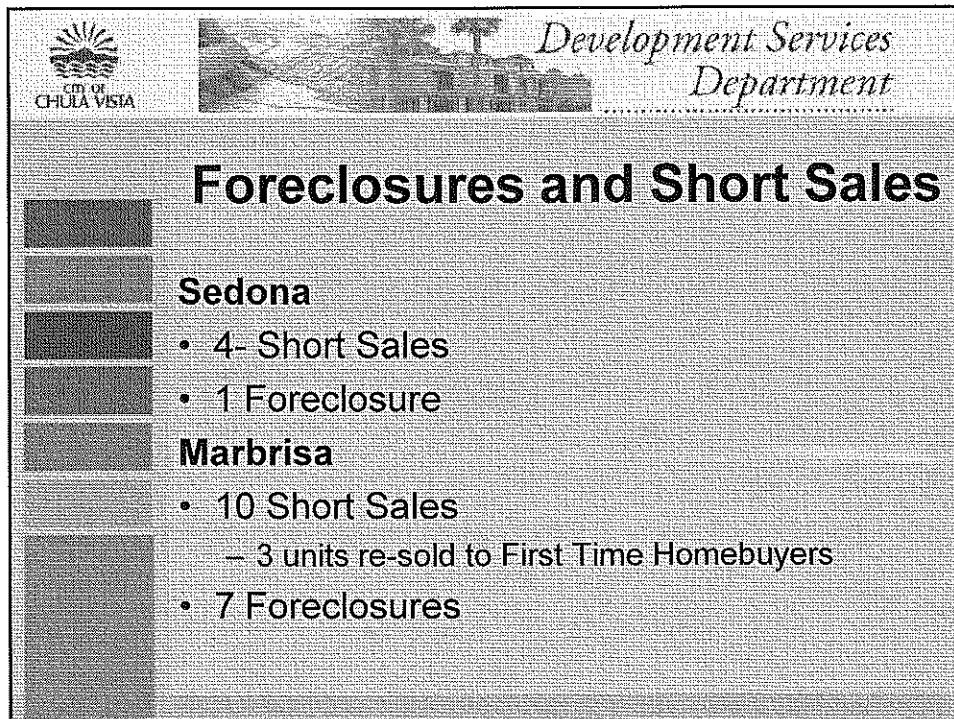 CITY OF
CHULA VISTA
Development Services
Department
Foreclosures and Short Sales
Sedona
• 4- Short Sales
• 1 Foreclosure
Marbrisa
• 10 Short Sales
– 3 units re-sold to First Time Homebuyers
• 7 Foreclosures